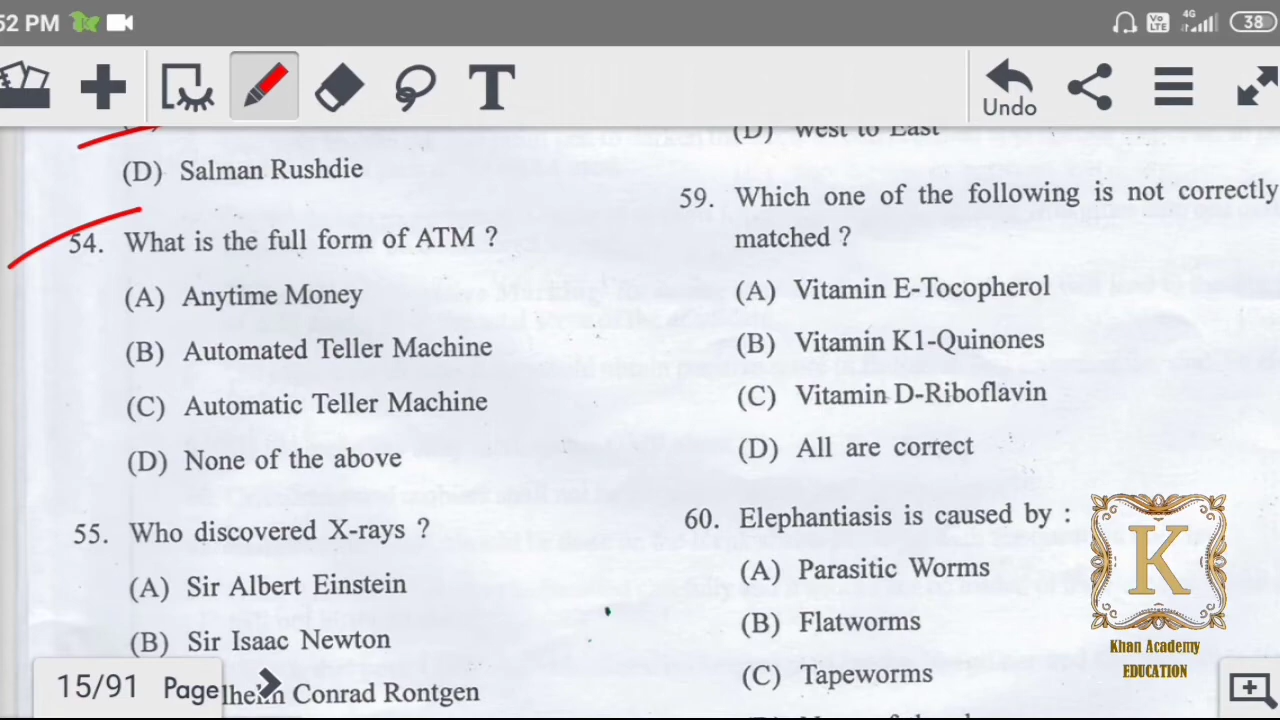 52 PM
Vo LTE 4G 38
T
Undo
(D) Salman Rushdie
54. What is the full form of ATM ?
(A) Anytime Money
(B) Automated Teller Machine
(C) Automatic Teller Machine
(D) None of the above
55. Who discovered X-rays ?
(A) Sir Albert Einstein
(B) Sir Isaac Newton
lhelm Conrad Rontgen
15/91 Page
(D) West to East
59. Which one of the following is not correctly
matched ?
(A) Vitamin E-Tocopherol
(B) Vitamin K1-Quinones
(C) Vitamin D-Riboflavin
(D) All are correct
60. Elephantiasis is caused by :
(A) Parasitic Worms
(B) Flatworms
(C) Tapeworms
K
Khan Academy
EDUCATION